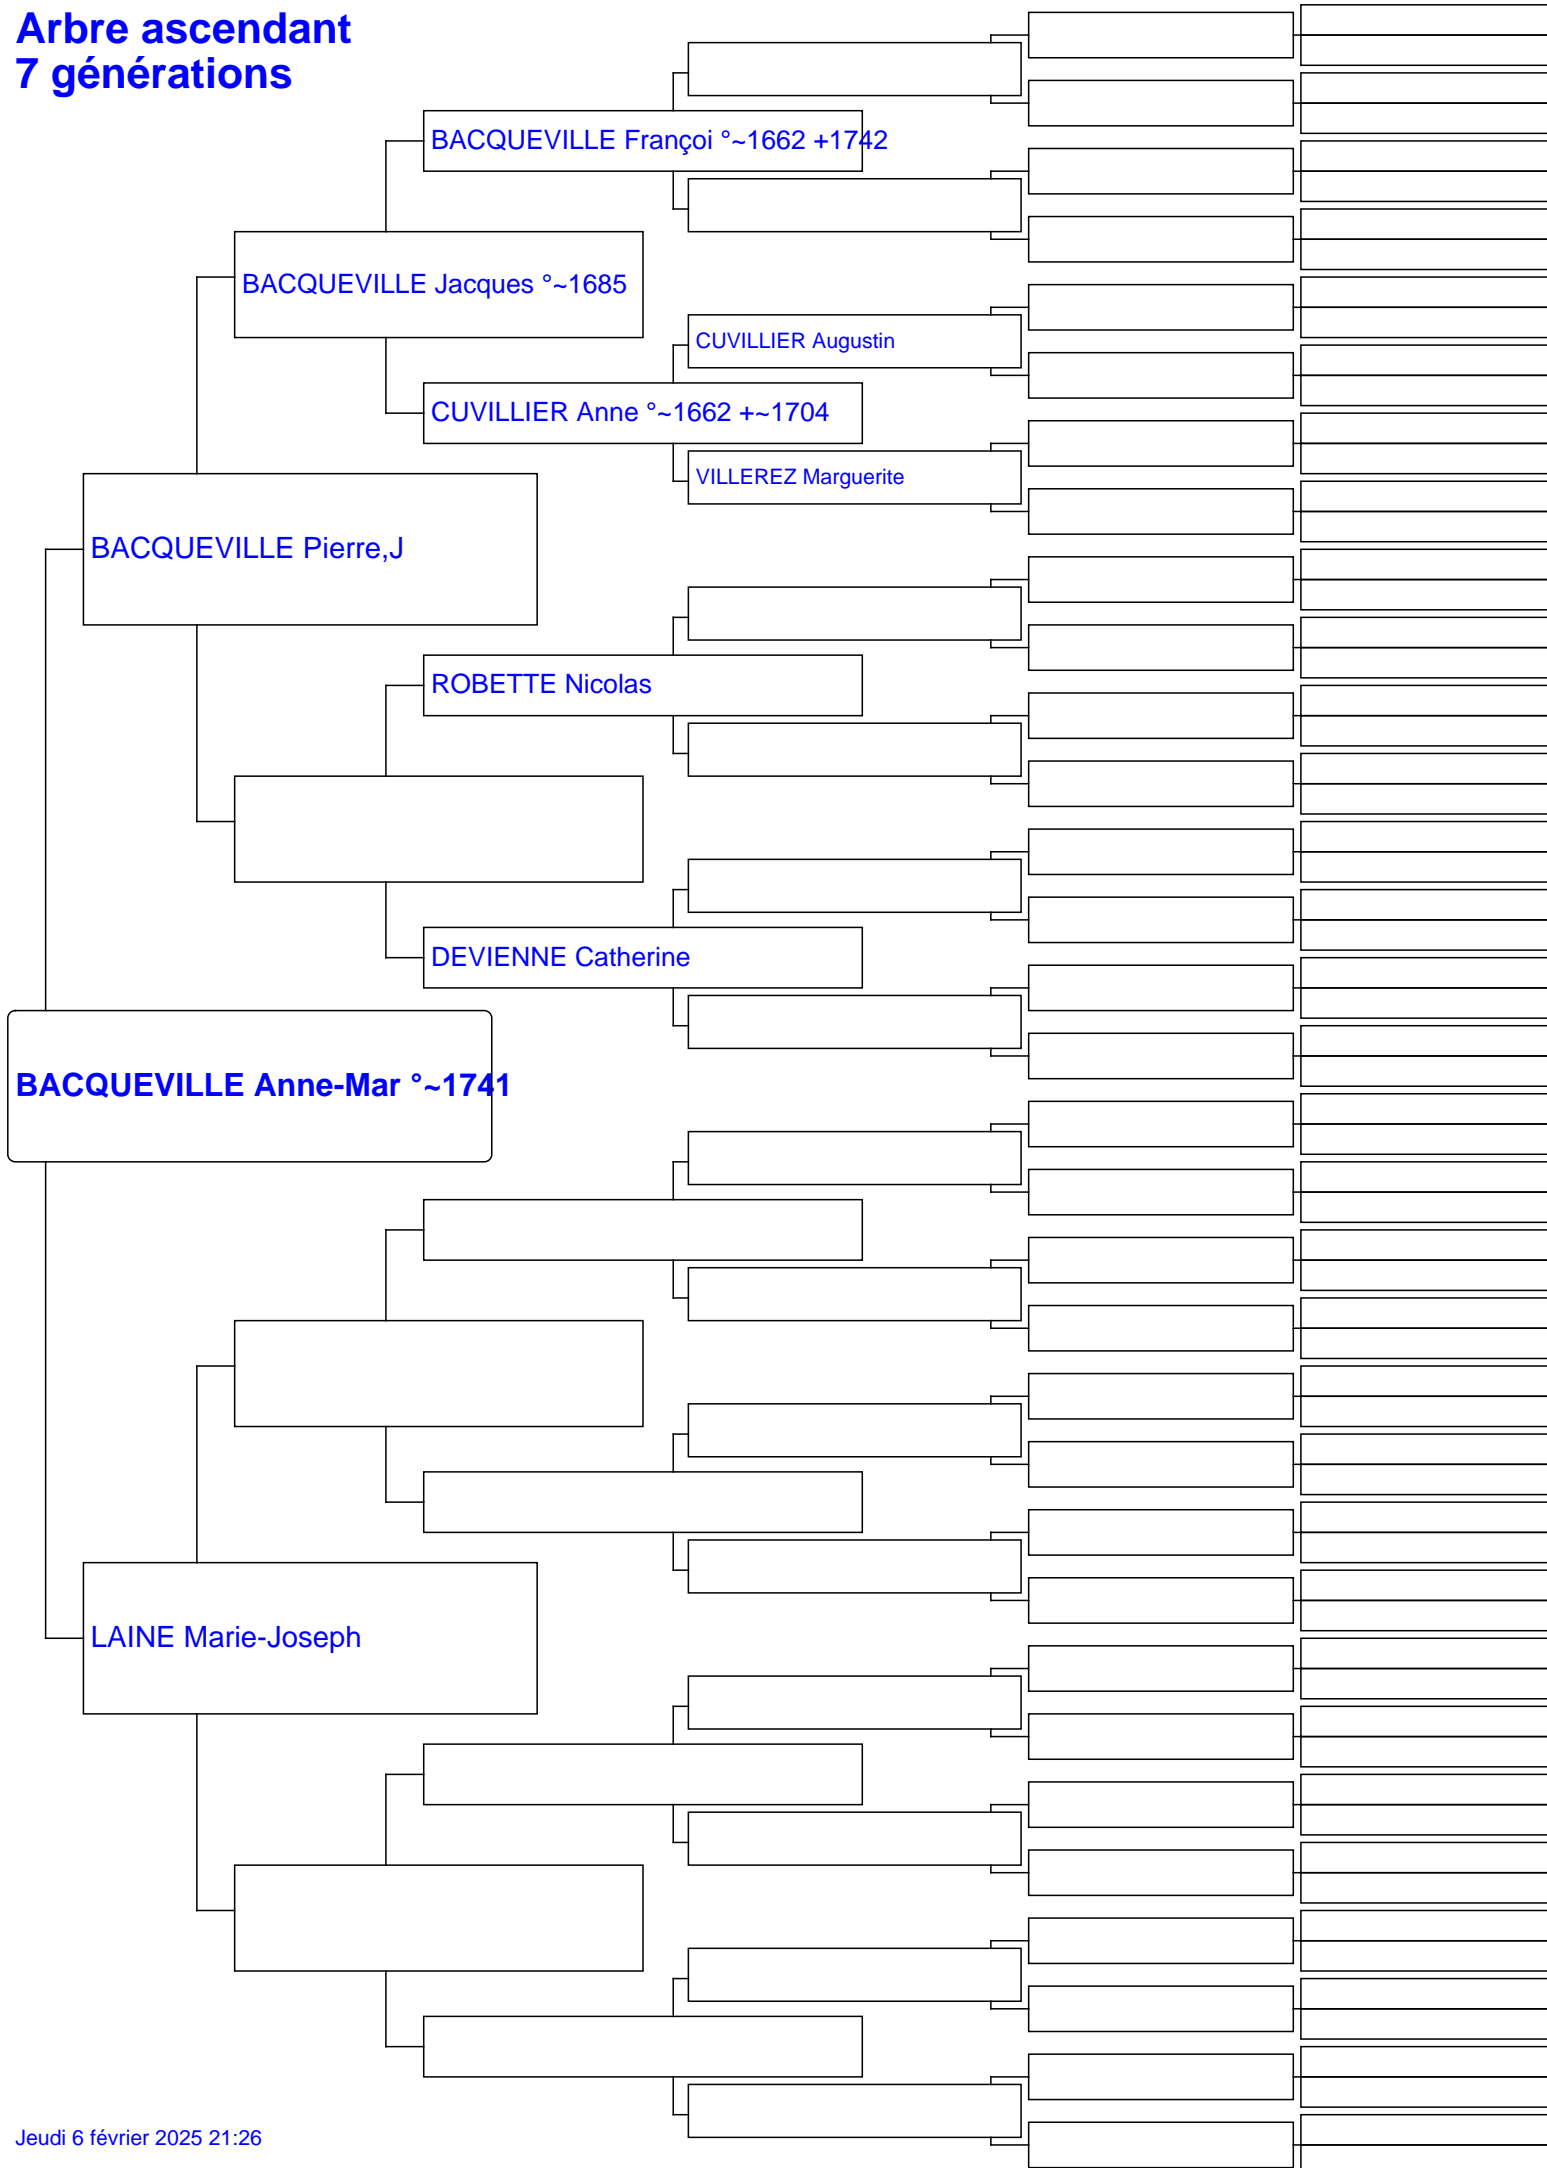 Arbre ascendant
7 générations
BACQUEVILLE Françoi °~1662 +1742
BACQUEVILLE Jacques °~1685
CUVILLIER Augustin
CUVILLIER Anne °~1662 +~1704
VILLEREZ Marguerite
BACQUEVILLE Pierre,J
ROBETTE Nicolas
DEVIENNE Catherine
BACQUEVILLE Anne-Mar °~1741
LAINE Marie-Joseph
Jeudi 6 février 2025 21:26